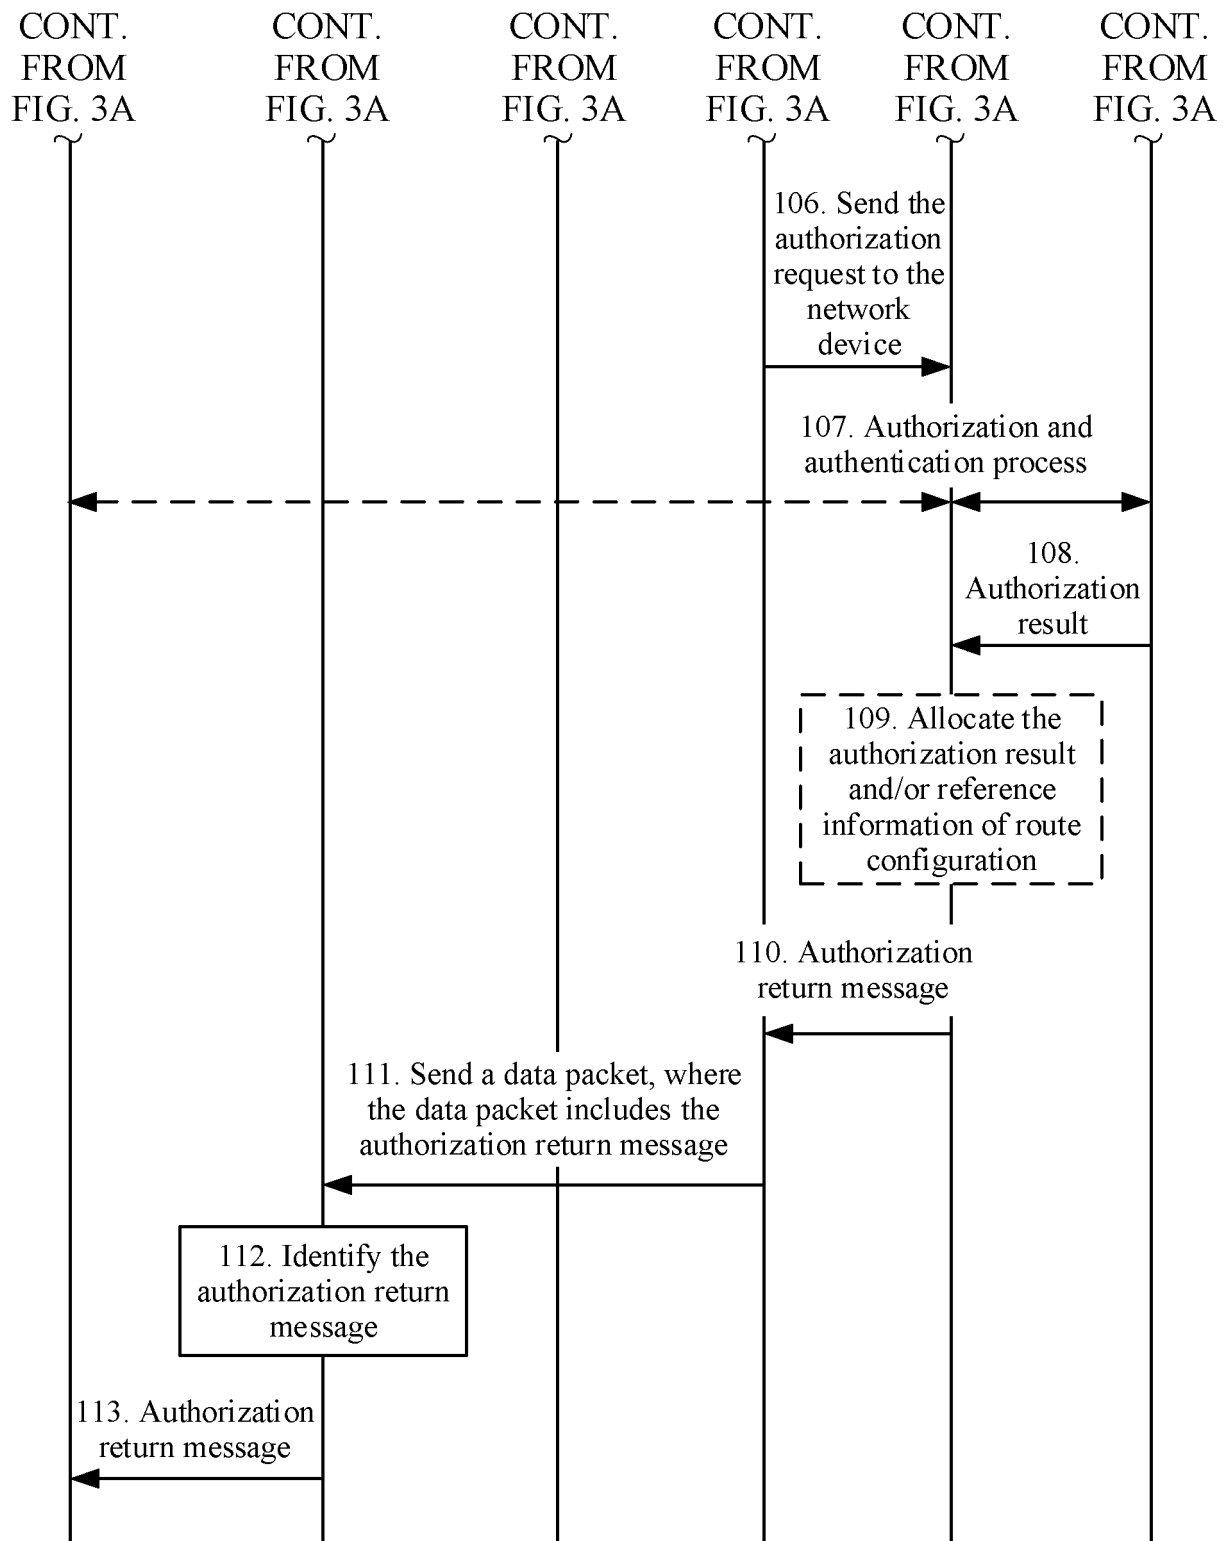 CONT. FROM FIG. 3A
CONT. FROM FIG. 3A
CONT. FROM FIG. 3A
CONT. FROM FIG. 3A
CONT. FROM FIG. 3A
CONT. FROM FIG. 3A
106. Send the
authorization
request to the
network
device
107. Authorization and
authentication process
108.
Authorization
result
109. Allocate the
authorization result
and/or reference
information of route
configuration
110. Authorization
return message
111. Send a data packet, where
the data packet includes the
authorization return message
112. Identify the
authorization return
message
113. Authorization
return message